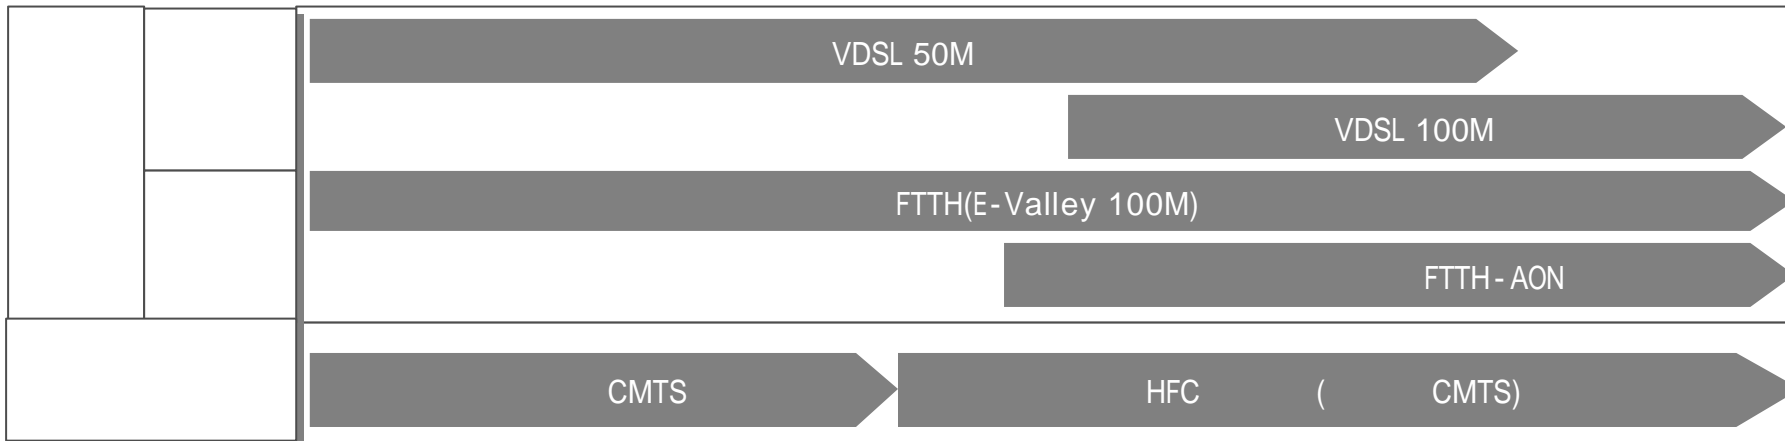 VDSL 50M
VDSL 100M
FTTH(E-Valley 100M)
FTTH-AON
CMTS
HFC ( CMTS)